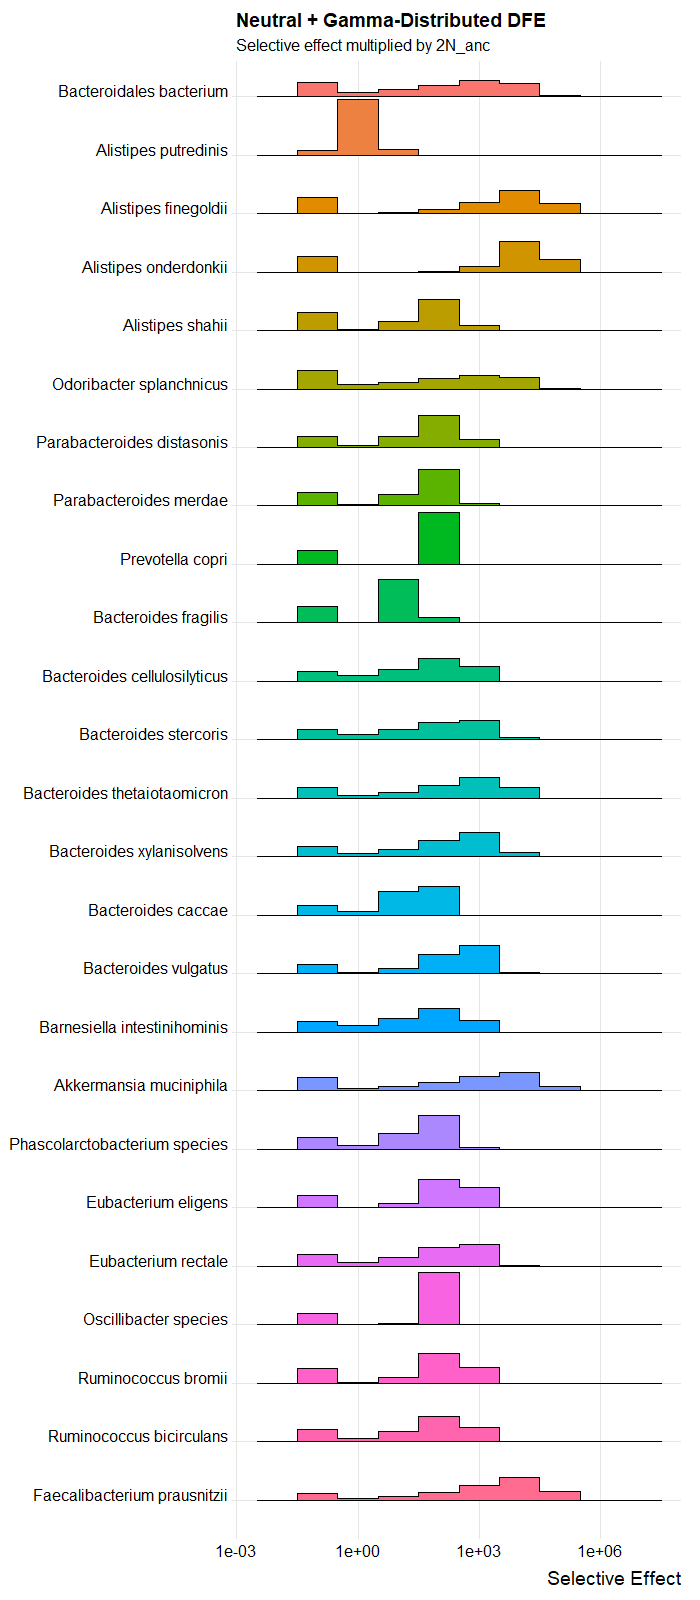 Neutral + Gamma-Distributed DFE
Selective effect multiplied by 2N_anc
Bacteroidales bacterium
Alistipes putredinis
Alistipes finegoldii
Alistipes onderdonkii
Alistipes shahii
Odoribacter splanchnicus
Parabacteroides distasonis
Parabacteroides merdae
Prevotella copri
Bacteroides fragilis
Bacteroides cellulosilyticus
Bacteroides stercoris
Bacteroides thetaiotaomicron
Bacteroides xylanisolvens
Bacteroides caccae
Bacteroides vulgatus
Barnesiella intestinihominis
Akkermansia muciniphila
Phascolarctobacterium species
Eubacterium eligens
Eubacterium rectale
Oscillibacter species
Ruminococcus bromii
Ruminococcus bicirculans
Faecalibacterium prausnitzii
1e-03 1e+00 1e+03 1e+06
Selective Effect